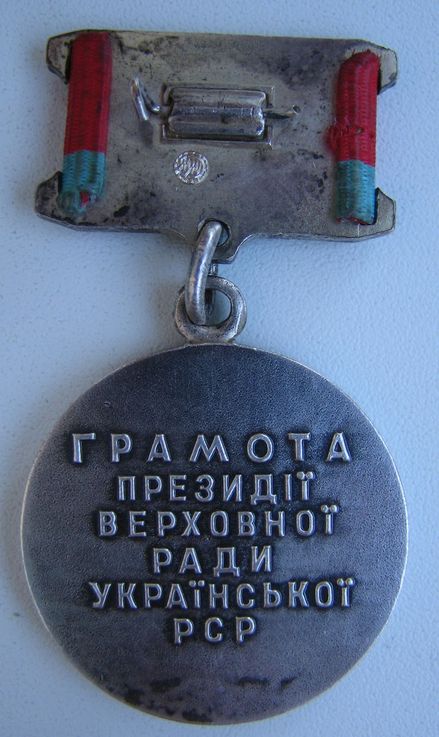 ГРАМОТА
ПРЕЗИДІЇ
ВЕРХОВНОЇ
РАДИ
УКРАЇНСЬКОЇ
РСР